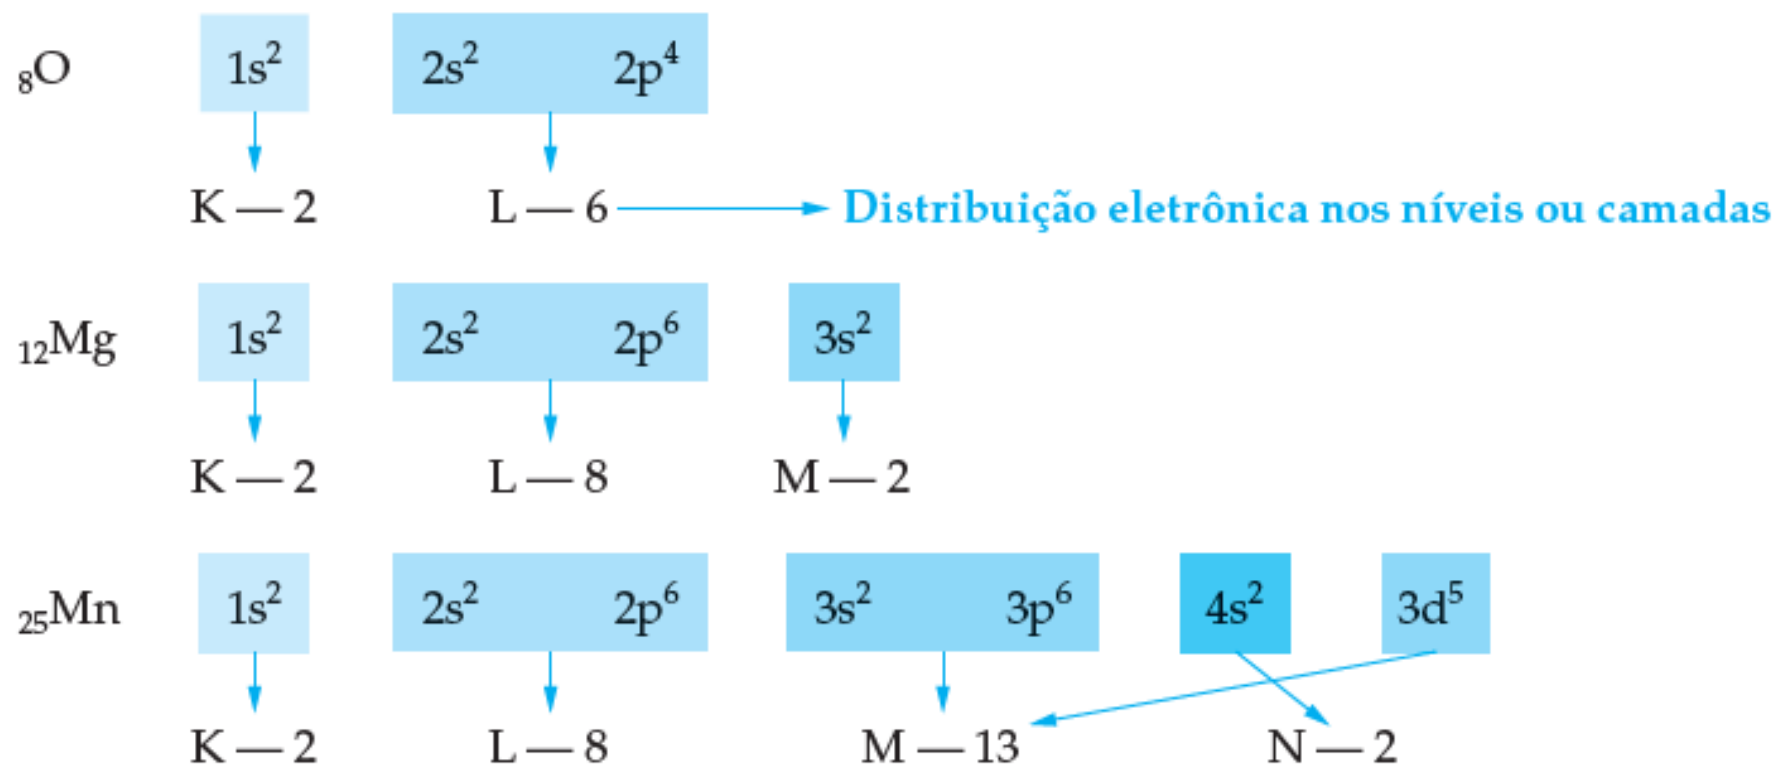 ₈O 1s² 2s² 2p⁴
K — 2 L — 6 Distribuição eletrônica nos níveis ou camadas
₁₂Mg 1s² 2s² 2p⁶ 3s²
K — 2 L — 8 M — 2
₂₅Mn 1s² 2s² 2p⁶ 3s² 3p⁶ 4s² 3d⁵
K — 2 L — 8 M — 13 N — 2